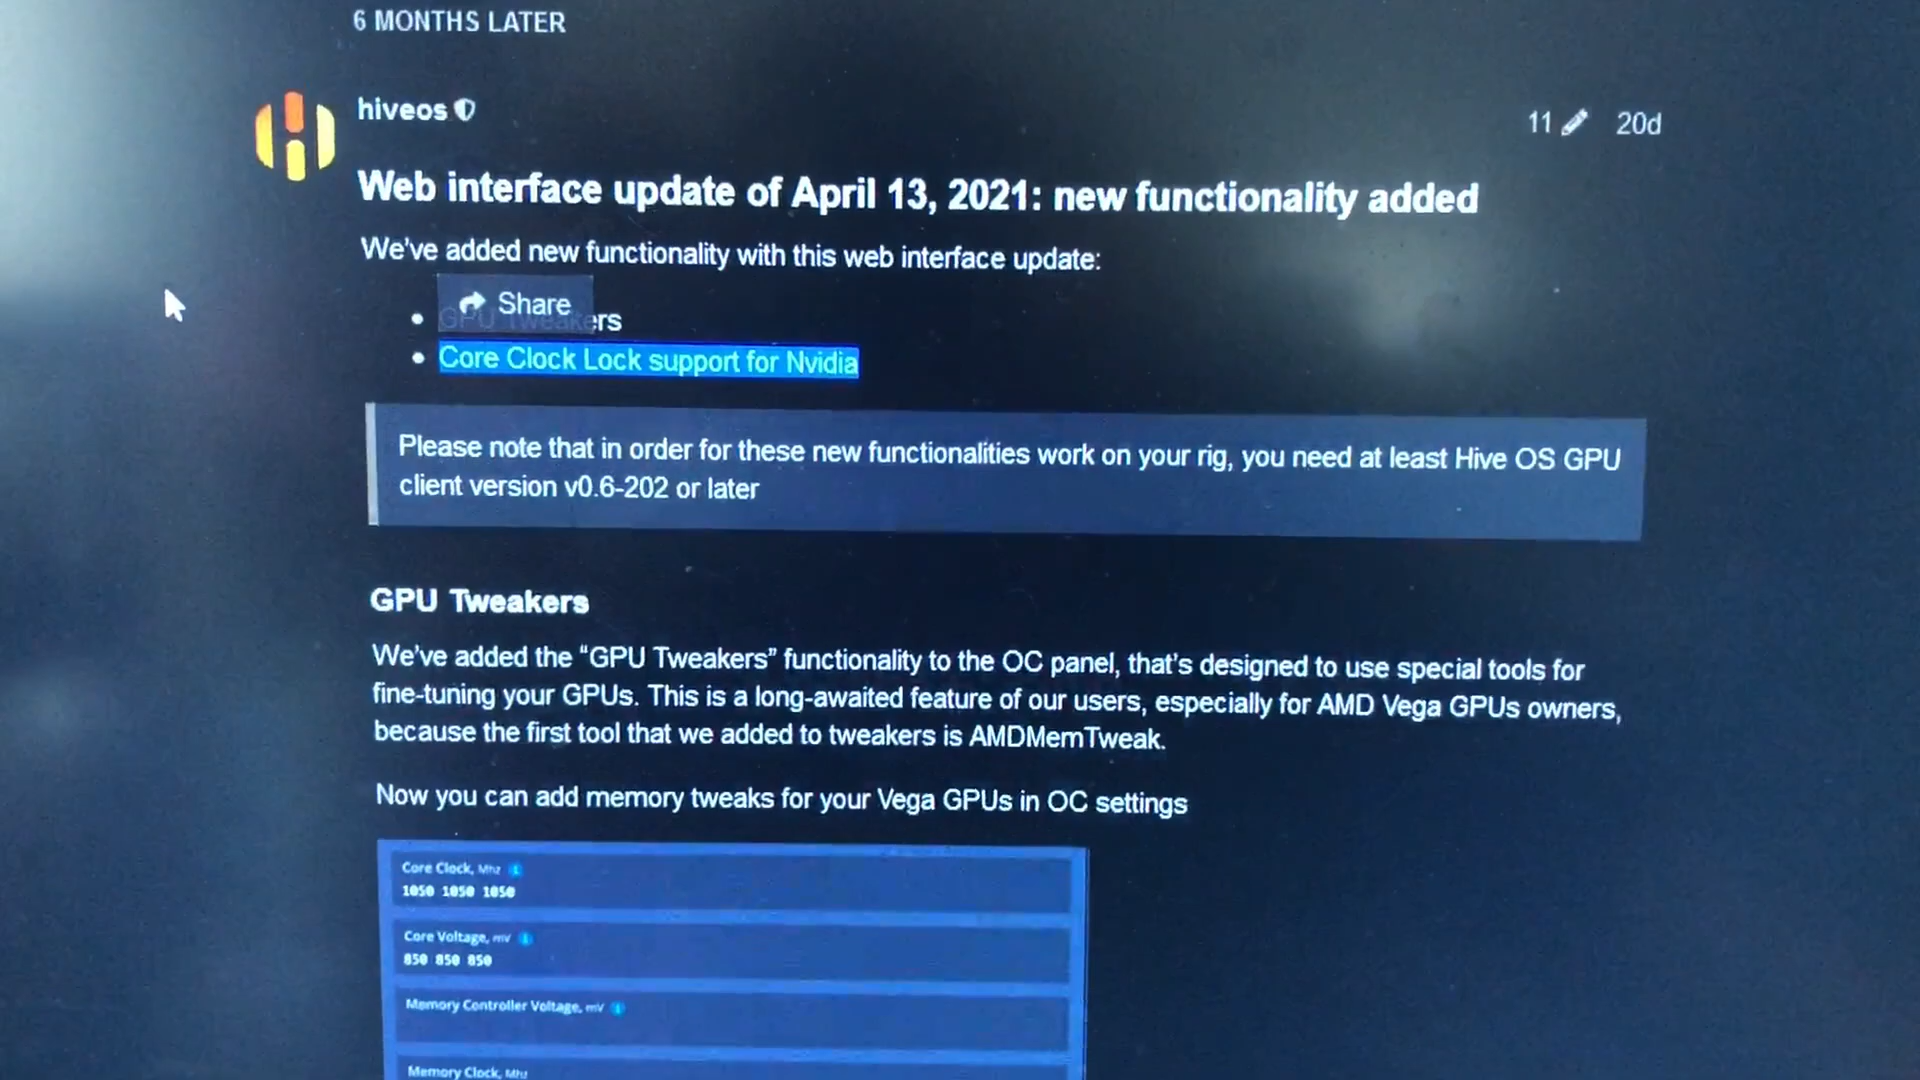 6 MONTHS LATER
hiveos
11 20d
Web interface update of April 13, 2021: new functionality added
We've added new functionality with this web interface update:
Share
GPU Tweakers
Core Clock Lock support for Nvidia
Please note that in order for these new functionalities work on your rig, you need at least Hive OS GPU
client version v0.6-202 or later
GPU Tweakers
We've added the “GPU Tweakers” functionality to the OC panel, that's designed to use special tools for
fine-tuning your GPUs. This is a long-awaited feature of our users, especially for AMD Vega GPUs owners,
because the first tool that we added to tweakers is AMDMemTweak.
Now you can add memory tweaks for your Vega GPUs in OC settings
Core Clock, Mhz
1050 1050 1050
Core Voltage, mV
850 850 850
Memory Controller Voltage, mV
Memory Clock, Mhz